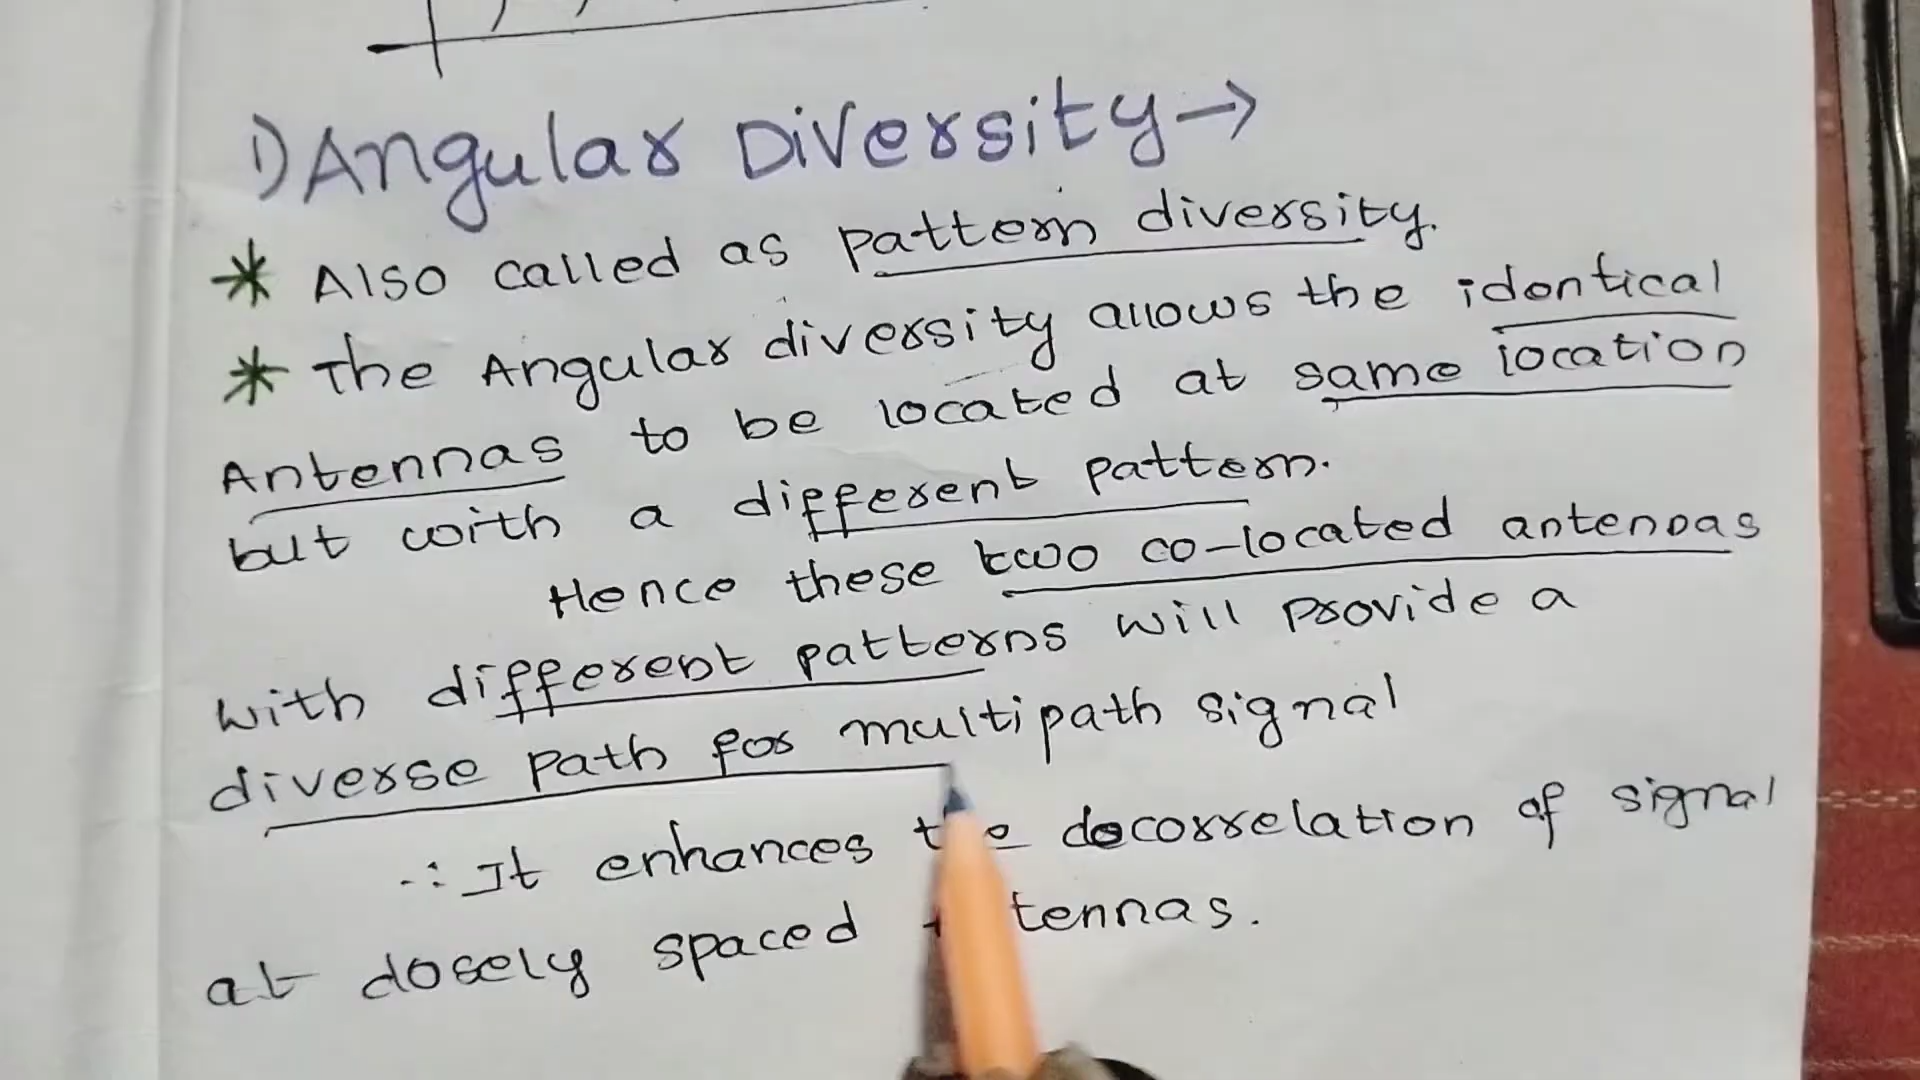 1) Angular Diversity →
* Also called as pattern diversity.
* The Angular diversity allows the identical
Antennas to be located at same location
but with a different pattern.
Hence these two co-located antennas
with different patterns will provide a
diverse path for multipath signal
∴ It enhances the decorrelation of signal
at closely spaced tennas.